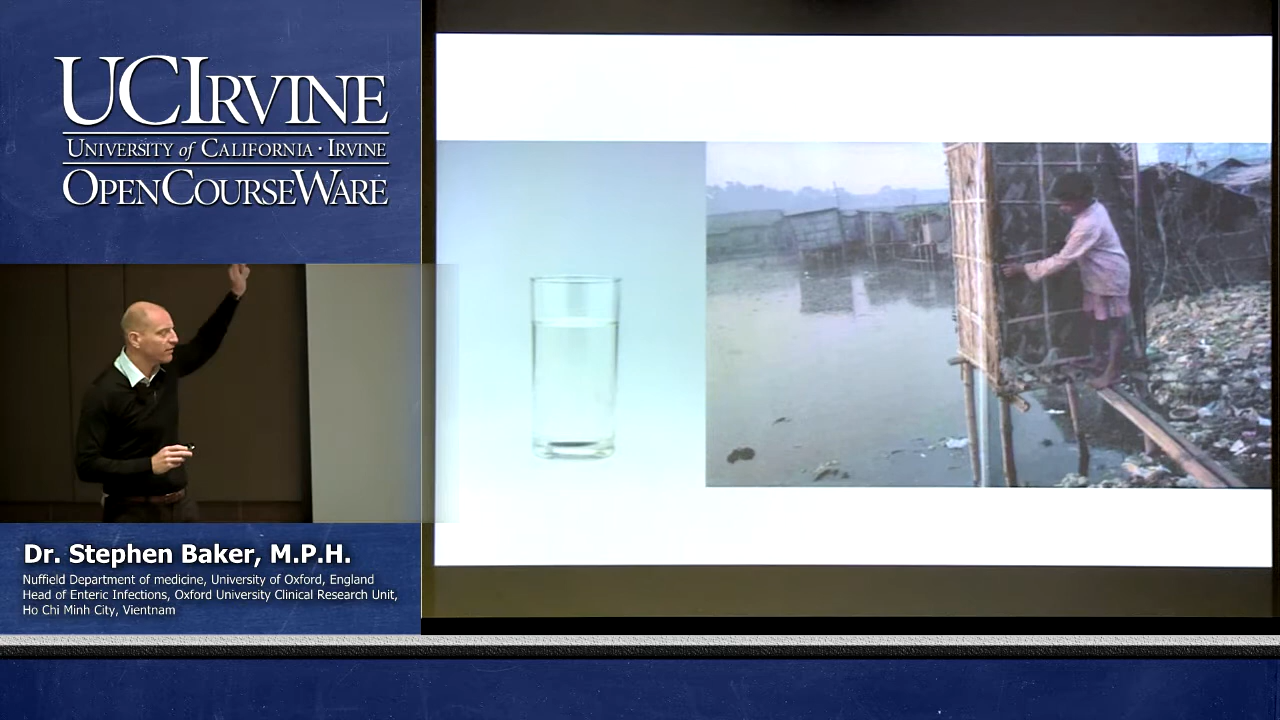 UCIRVINE
UNIVERSITY of CALIFORNIA · IRVINE
OPENCOURSEWARE
Dr. Stephen Baker, M.P.H.
Nuffield Department of medicine, University of Oxford, England
Head of Enteric Infections, Oxford University Clinical Research Unit,
Ho Chi Minh City, Vientnam